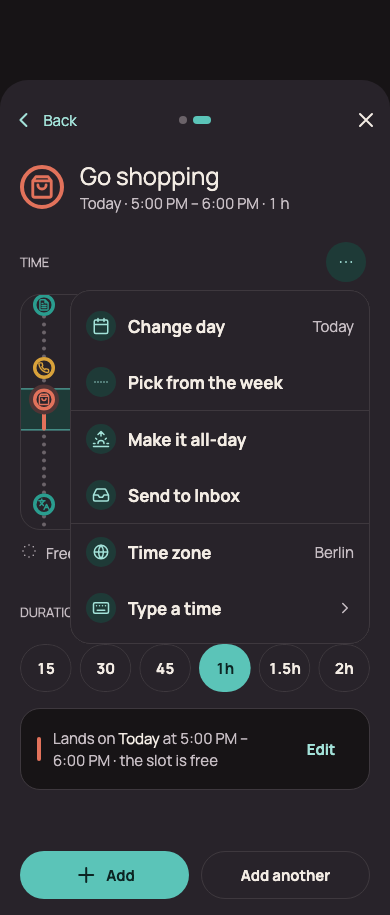 Back
Go shopping
Today · 5:00 PM – 6:00 PM · 1 h
TIME
Change day
Today
Pick from the week
Make it all-day
Send to Inbox
Time zone
Berlin
Type a time
15
30
45
1h
1.5h
2h
Lands on Today at 5:00 PM –
6:00 PM · the slot is free
Edit
Add
Add another